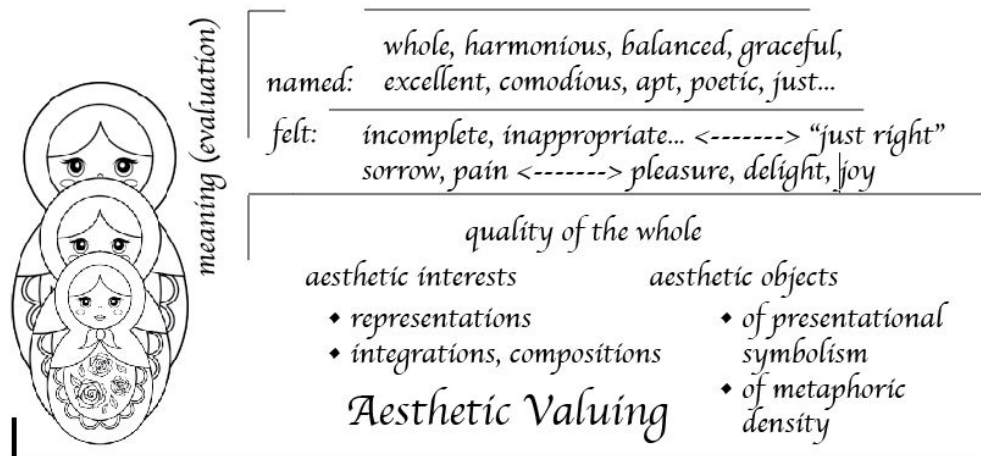 meaning (evaluation)
named: whole, harmonious, balanced, graceful,
excellent, comodious, apt, poetic, just...
felt: incomplete, inappropriate... <-------> “just right”
sorrow, pain <-------> pleasure, delight, joy
quality of the whole
aesthetic interests
◆ representations
◆ integrations, compositions
aesthetic objects
◆ of presentational
symbolism
◆ of metaphoric
density
Aesthetic Valuing